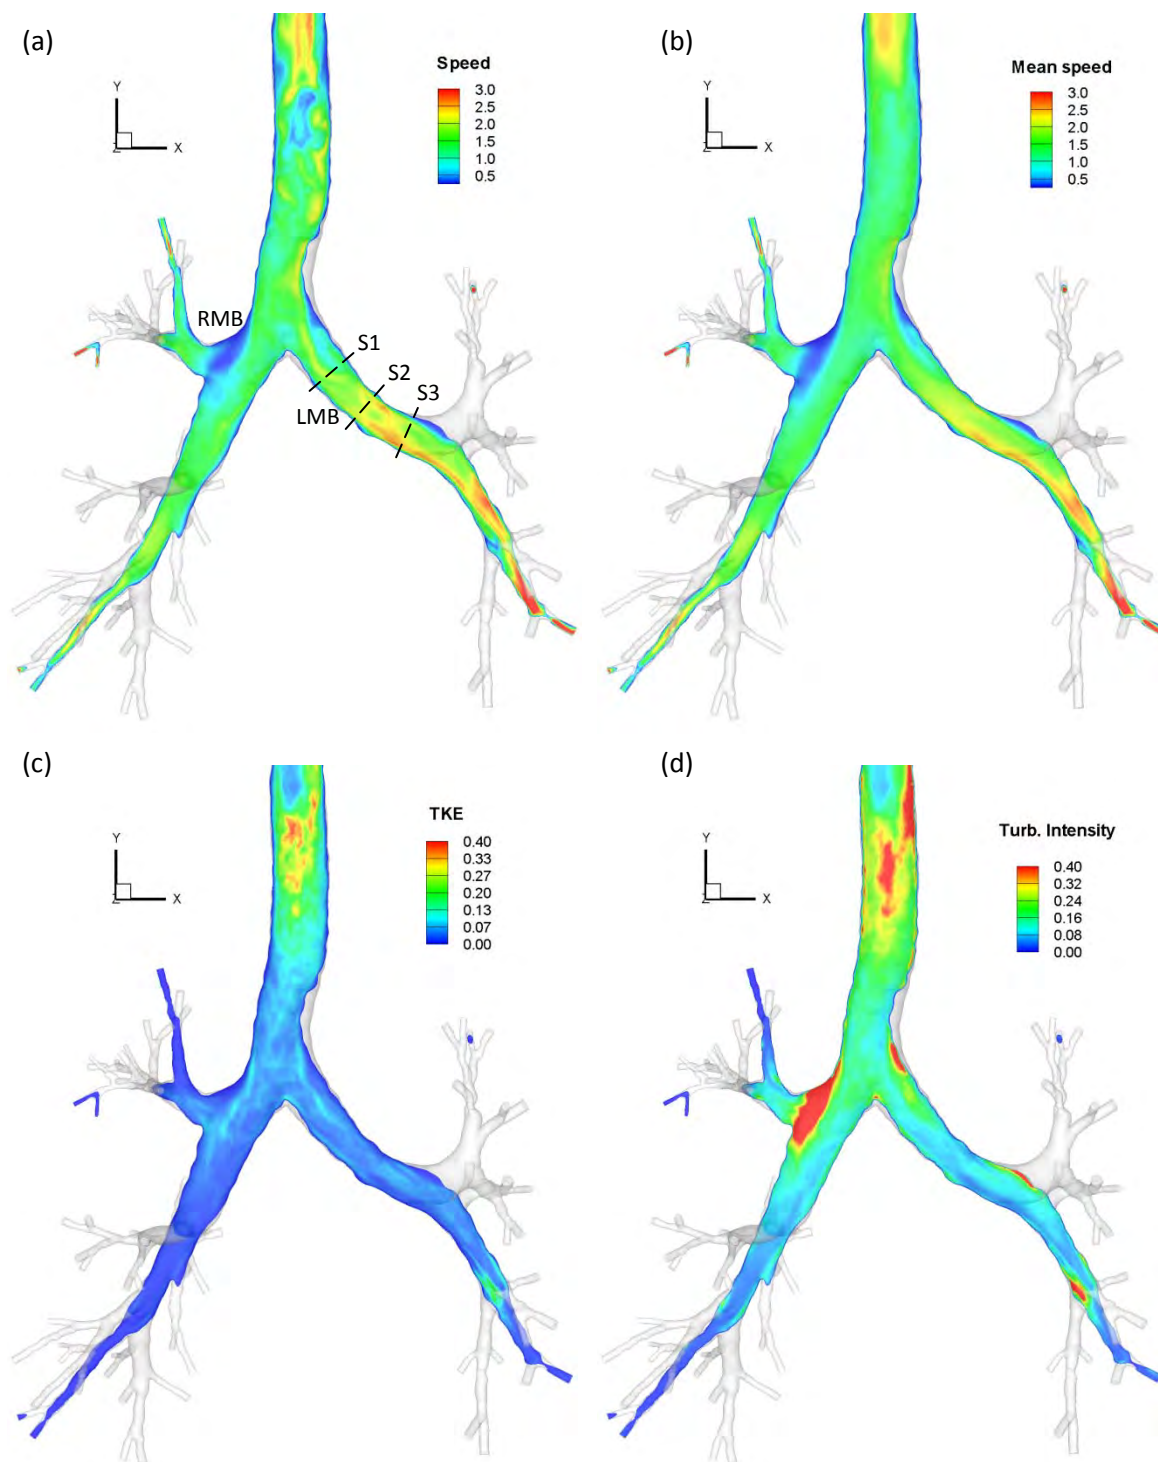 (a)
Speed
3.0
2.5
2.0
1.5
1.0
0.5
Y
X
Z
RMB
S1
S2
S3
LMB
(b)
Mean speed
3.0
2.5
2.0
1.5
1.0
0.5
Y
X
Z
(c)
TKE
0.40
0.33
0.27
0.20
0.13
0.07
0.00
Y
X
Z
(d)
Turb. Intensity
0.40
0.32
0.24
0.16
0.08
0.00
Y
X
Z